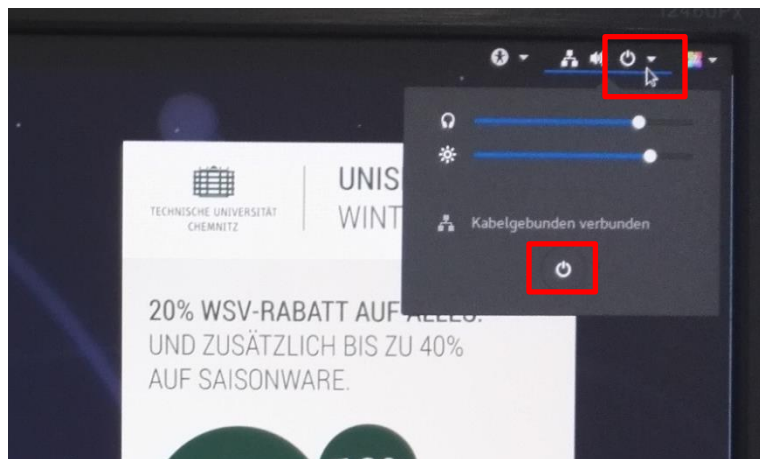 TECHNISCHE UNIVERSITÄT
CHEMNITZ
UNIS
WINT
Kabelgebunden verbunden
20% WSV-RABATT AUF ALLES.
UND ZUSÄTZLICH BIS ZU 40%
AUF SAISONWARE.